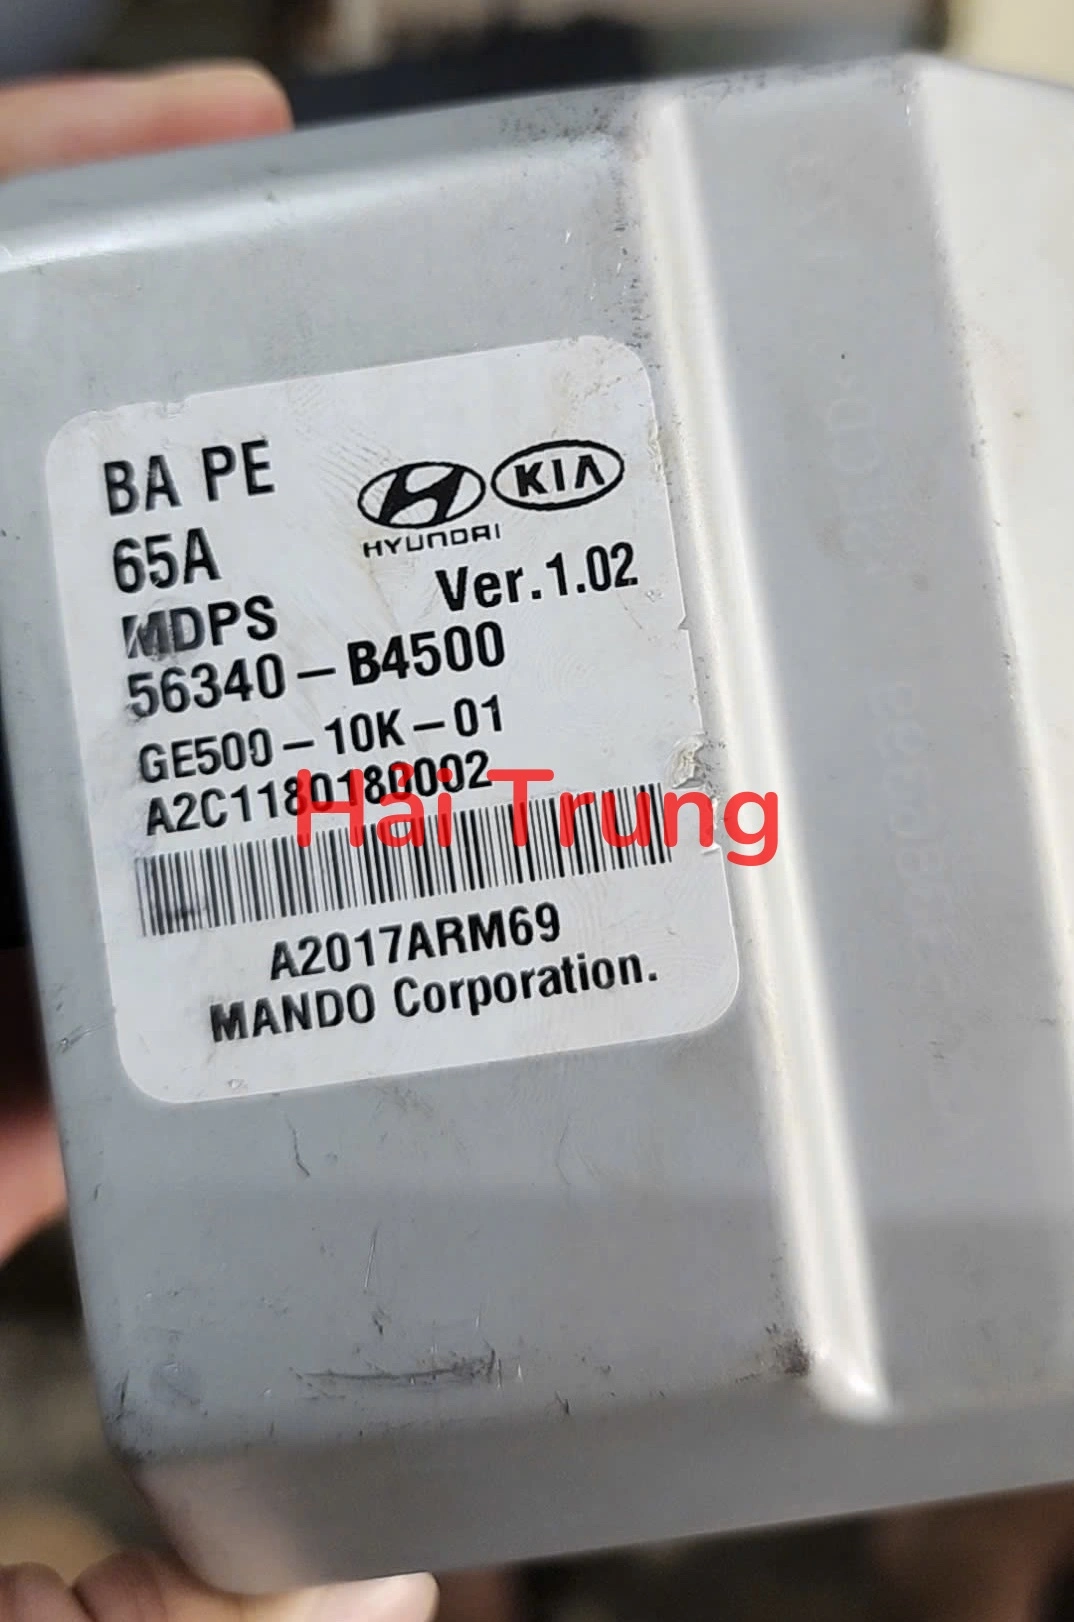 BA PE
HYUNDAI
KIA
65A
Ver.1.02
MDPS
56340-B4500
GE500-10K-01
A2C1180180002
Hải Trung
A2017ARM69
MANDO Corporation.